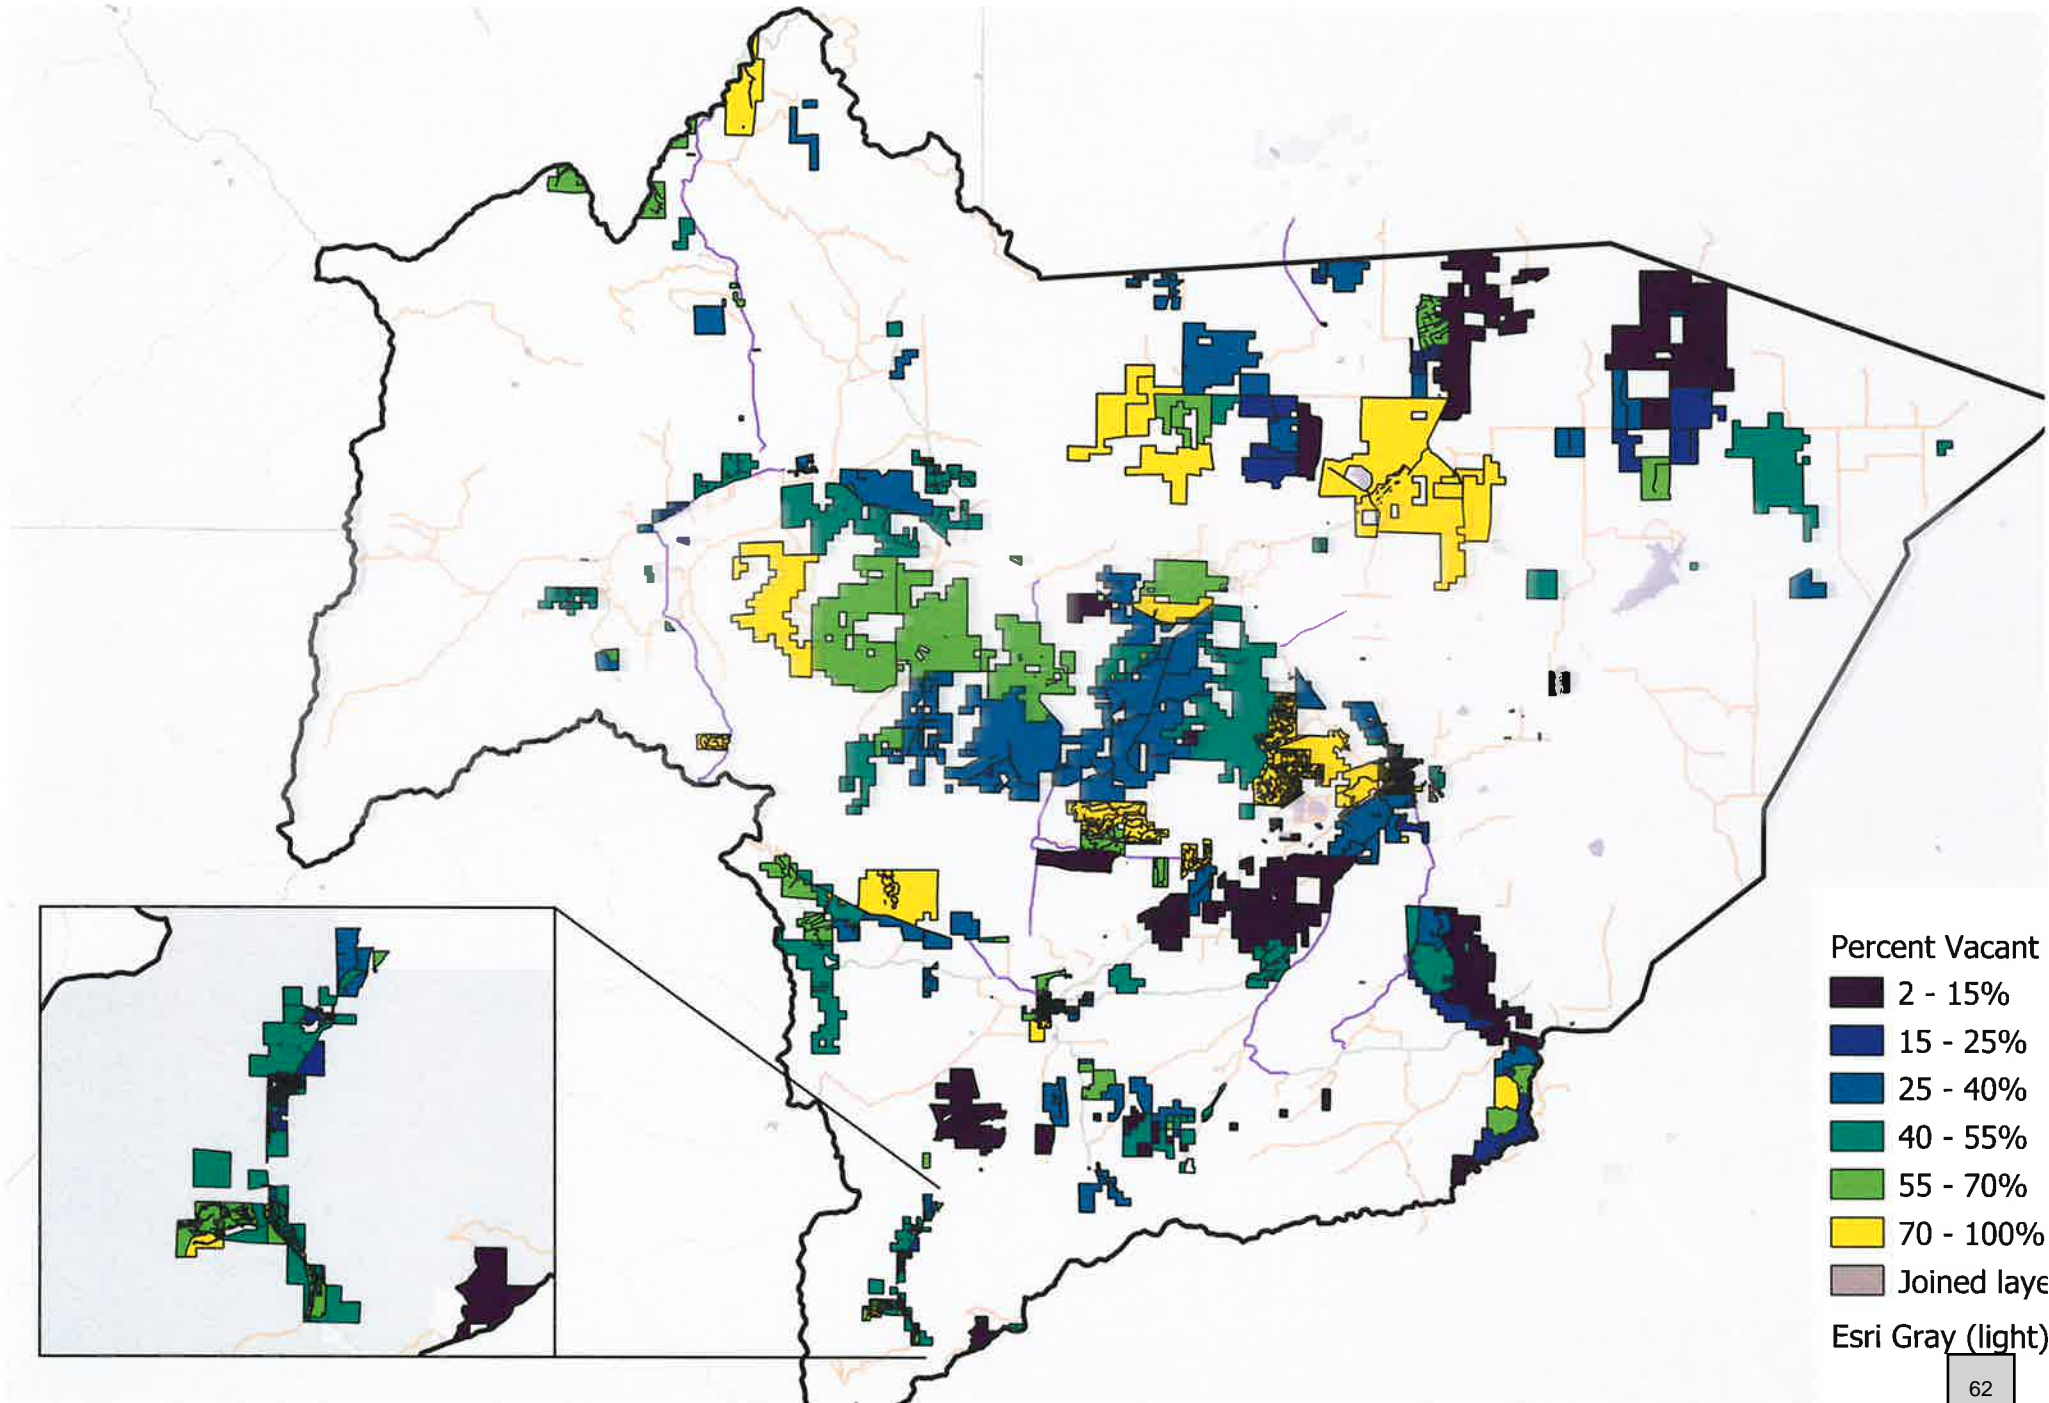 Percent Vacant
2 - 15%
15 - 25%
25 - 40%
40 - 55%
55 - 70%
70 - 100%
Joined laye
Esri Gray (light)
62